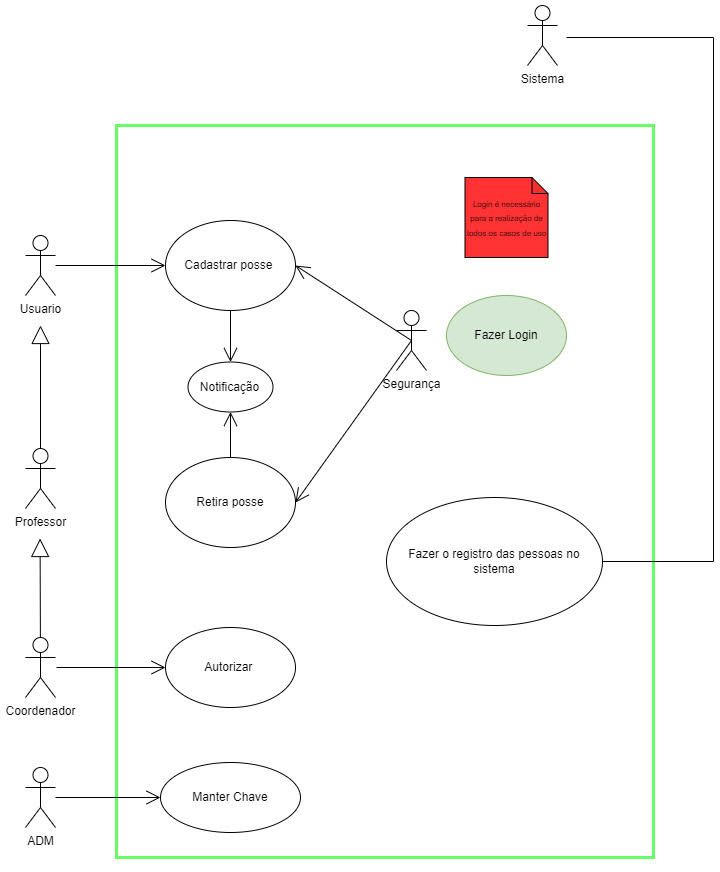 Sistema
Login é necessário
para a realização de
todos os casos de uso
Cadastrar posse
Usuario
Fazer Login
Segurança
Notificação
Retira posse
Professor
Fazer o registro das pessoas no
sistema
Autorizar
Coordenador
Manter Chave
ADM